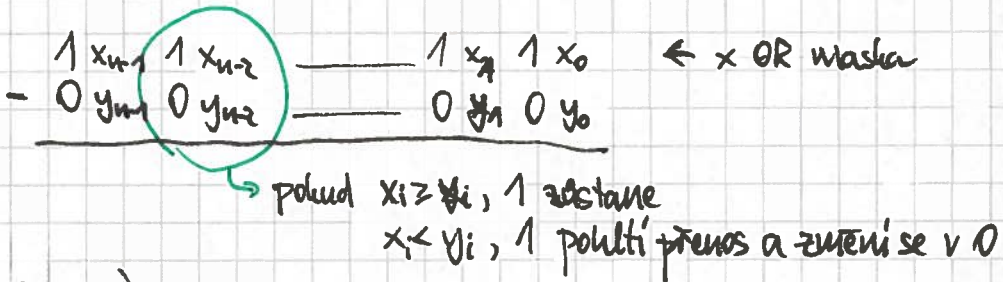 1 xₙ₋₁ 1 xₙ₋₂ ——— 1 x₁ 1 x₀ ← x OR maska
- 0 yₙ₋₁ 0 yₙ₋₂ ——— 0 y₁ 0 y₀
→ pokud xᵢ ≥ yᵢ, 1 zůstane
xᵢ < yᵢ, 1 pohltí přenos a změní se v 0